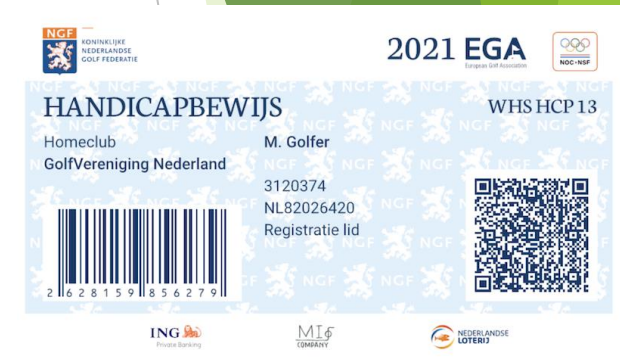 NGF
KONINKLIJKE
NEDERLANDSE
GOLF FEDERATIE
2021 EGA
European Golf Association
NOC*NSF
HANDICAPBEWIJS
WHS HCP 13
Homeclub
M. Golfer
GolfVereniging Nederland
3120374
NL82026420
Registratie lid
2 628159 856279
ING
Private Banking
COMPANY
NEDERLANDSE
LOTERIJ